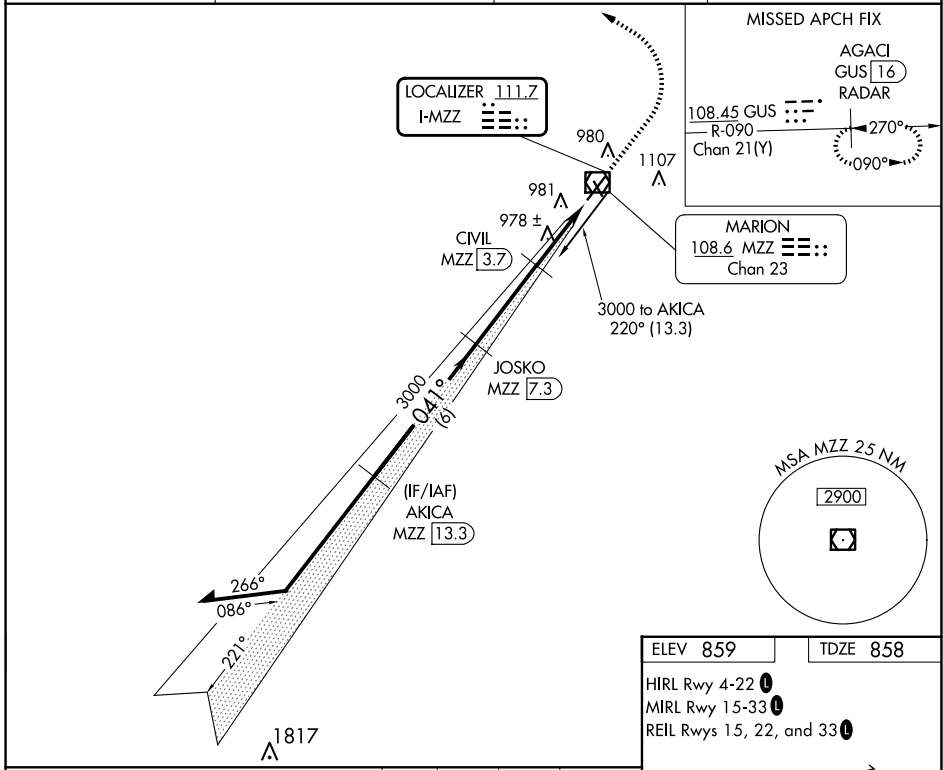 MISSED APCH FIX
AGACI
GUS 16
RADAR
108.45 GUS
R-090
Chan 21(Y)
270°
090°
LOCALIZER 111.7
I-MZZ
980
1107
981
978 ±
MARION
108.6 MZZ
Chan 23
CIVIL
MZZ 3.7
3000 to AKICA
220° (13.3)
JOSKO
MZZ 7.3
3000
041°
(6)
(IF/IAF)
AKICA
MZZ 13.3
MSA MZZ 25 NM
2900
266°
086°
221°
1817
ELEV 859
TDZE 858
HIRL Rwy 4-22 L
MIRL Rwy 15-33 L
REIL Rwys 15, 22, and 33 L